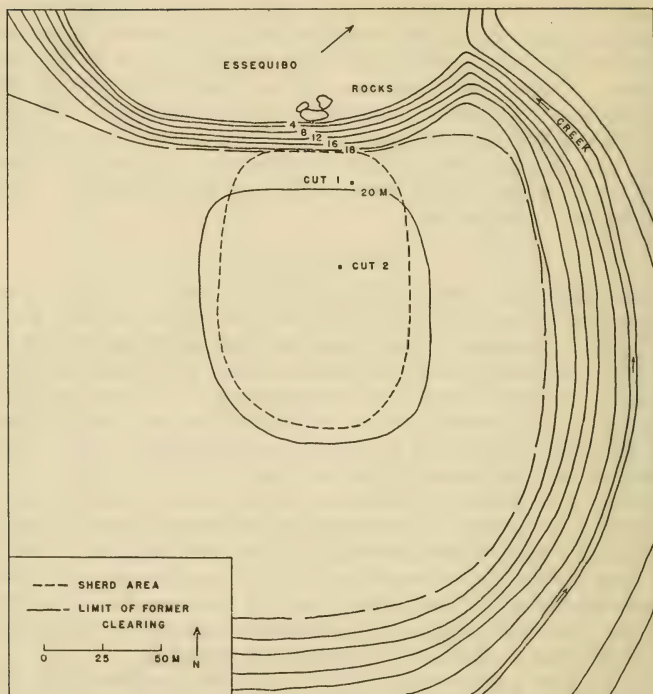 ESSEQUIBO
ROCKS
4
8
12
16
18
CREEK
CUT 1
20 M
CUT 2
SHERD AREA
LIMIT OF FORMER
CLEARING
A
N
0 25 50 M